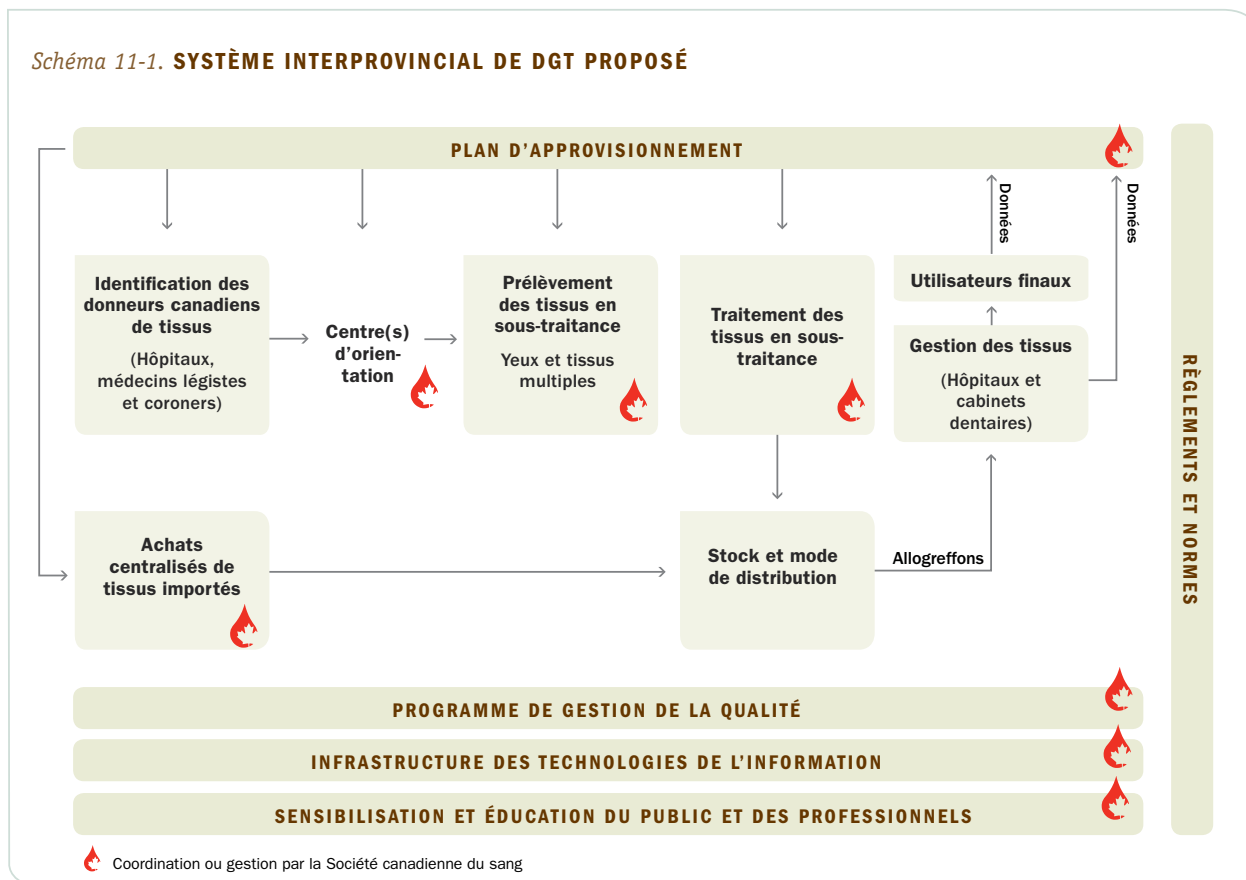 Schéma 11-1. SYSTÈME INTERPROVINCIAL DE DGT PROPOSÉ
PLAN D'APPROVISIONNEMENT
Données
Données
Identification des
donneurs canadiens
de tissus
(Hôpitaux,
médecins légistes
et coroners)
Centre(s)
d'orien-
tation
Prélèvement
des tissus en
sous-traitance
Yeux et tissus
multiples
Traitement des
tissus en sous-
traitance
Utilisateurs finaux
Gestion des tissus
(Hôpitaux et
cabinets
dentaires)
Achats
centralisés de
tissus importés
Stock et mode
de distribution
Allogreffons
RÈGLEMENTS ET NORMES
PROGRAMME DE GESTION DE LA QUALITÉ
INFRASTRUCTURE DES TECHNOLOGIES DE L'INFORMATION
SENSIBILISATION ET ÉDUCATION DU PUBLIC ET DES PROFESSIONNELS
Coordination ou gestion par la Société canadienne du sang